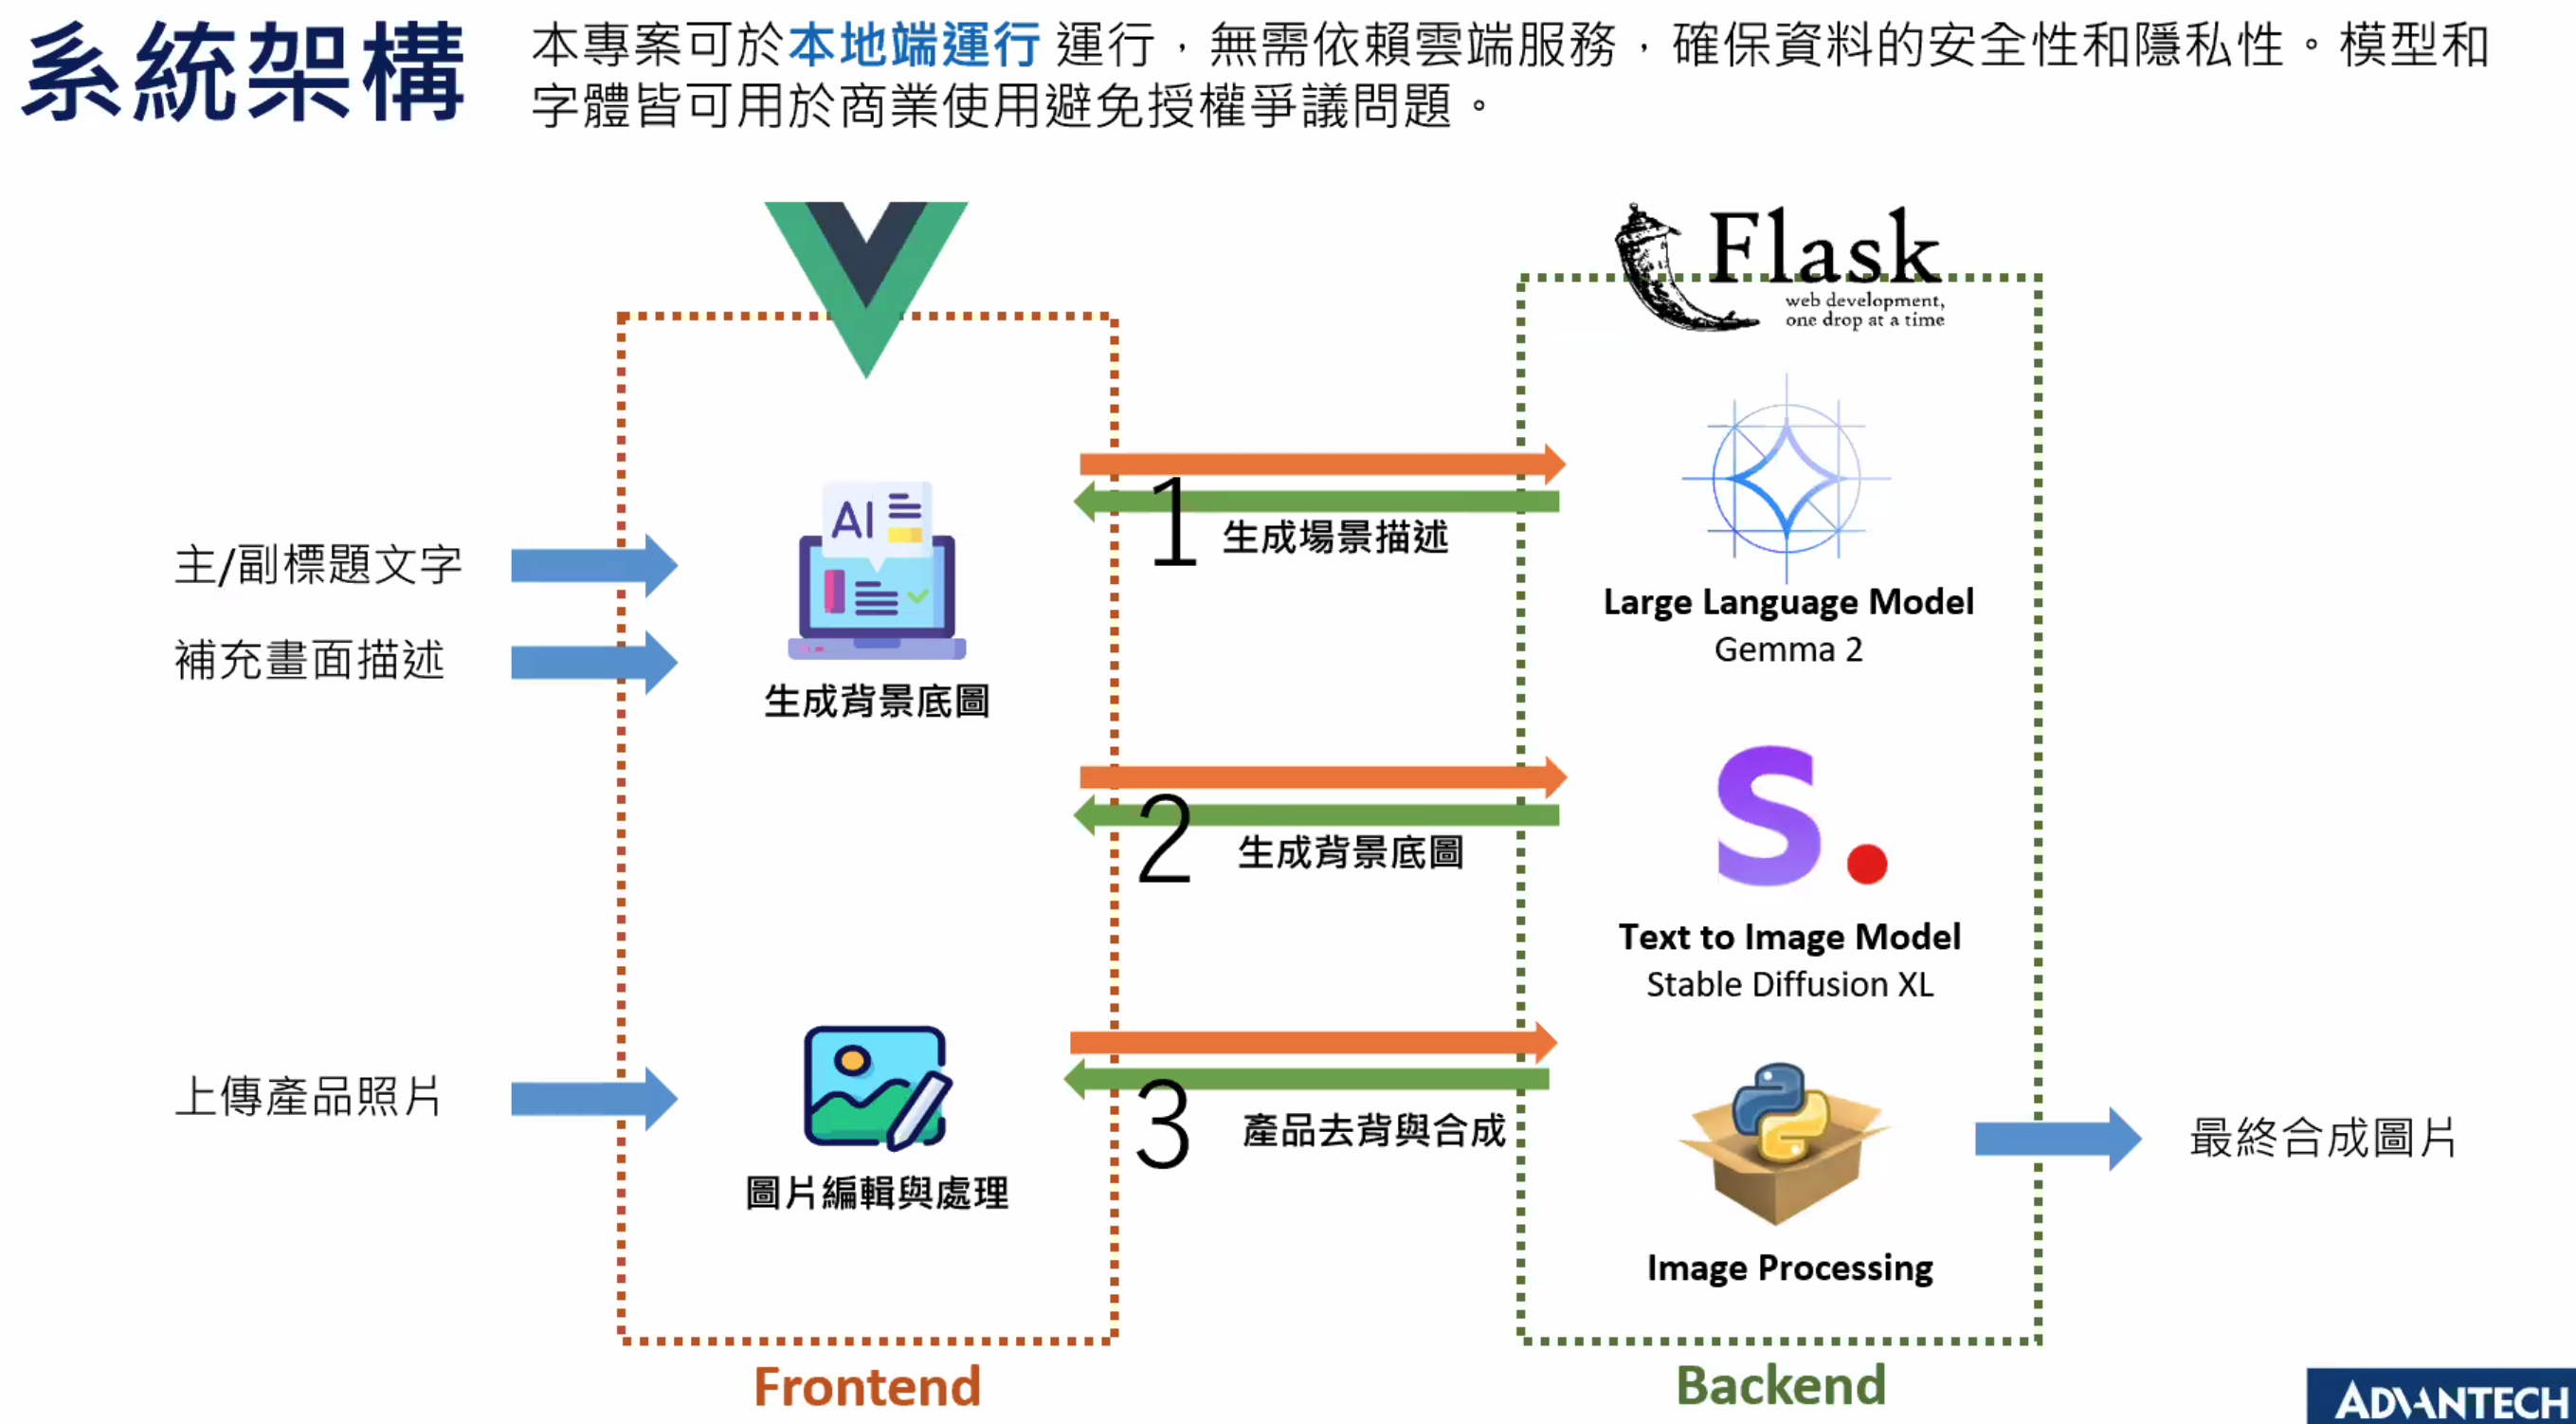 系統架構
本專案可於本地端運行 運行，無需依賴雲端服務，確保資料的安全性和隱私性。模型和
字體皆可用於商業使用避免授權爭議問題。
Flask
web development,
one drop at a time
主/副標題文字
補充畫面描述
上傳產品照片
AI
生成背景底圖
圖片編輯與處理
Frontend
1
生成場景描述
2
生成背景底圖
3
產品去背與合成
Large Language Model
Gemma 2
S.
Text to Image Model
Stable Diffusion XL
Image Processing
Backend
最終合成圖片
ADVANTECH